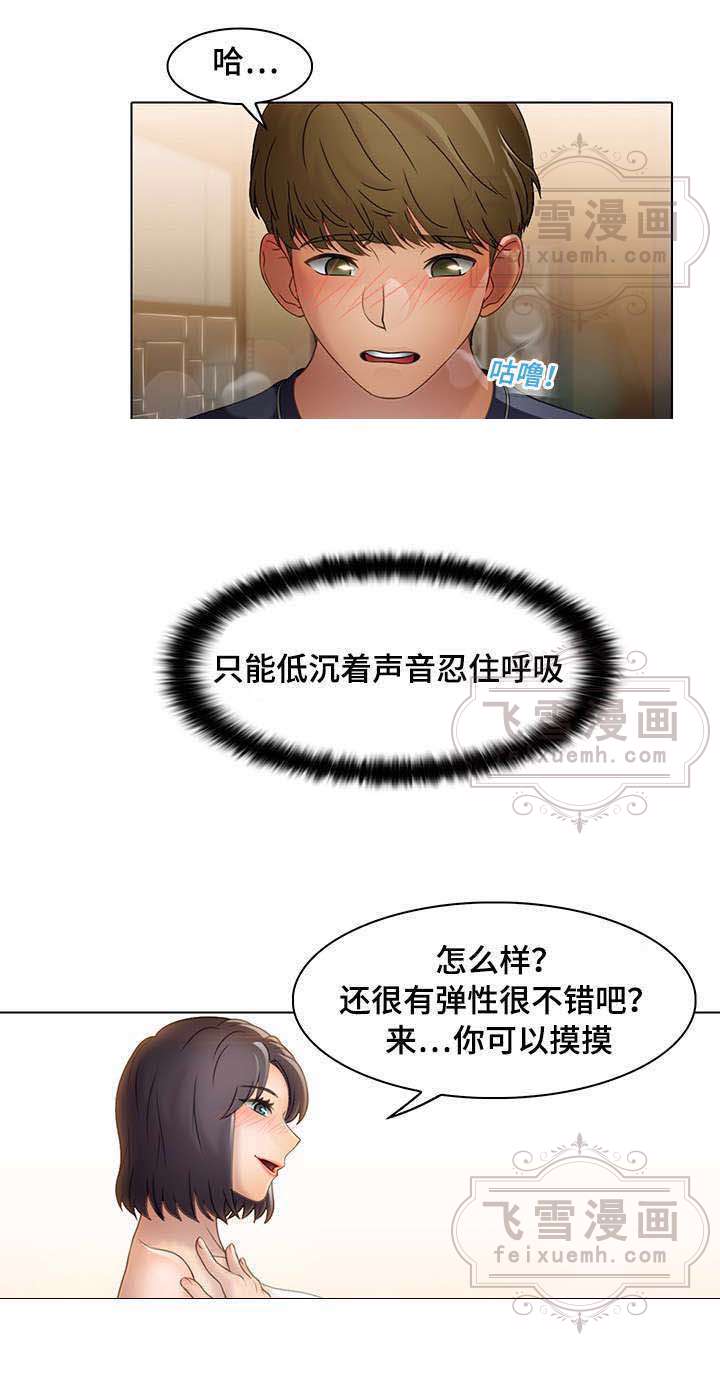 哈...
飞雪漫画
feixuemh.com
咕噜!
只能低沉着声音忍住呼吸
飞雪漫画
feixuemh.com
怎么样?
还很有弹性很不错吧?
来...你可以摸摸
飞雪漫画
feixuemh.com